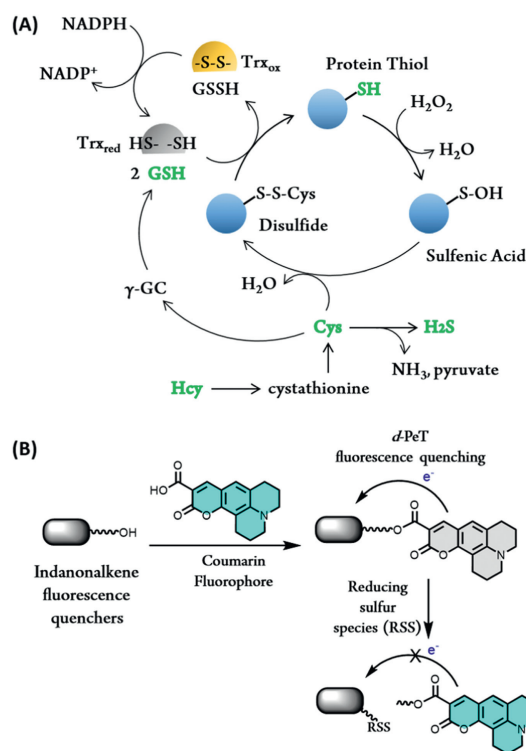 (A)
NADPH
NADP+
-S-S- Trxox
GSSH
Trxred HS- -SH
2 GSH
Protein Thiol
SH
H2O2
H2O
S-S-Cys
Disulfide
S-OH
Sulfenic Acid
H2O
γ-GC
Cys
H2S
NH3, pyruvate
Hcy
cystathionine
(B)
d-PeT
fluorescence quenching
e-
HO
O
O
O
N
OH
Indanonalkene
fluorescence
quenchers
Coumarin
Fluorophore
O
O
O
O
N
Reducing
sulfur
species (RSS)
X
e-
RSS
O
O
O
O
N